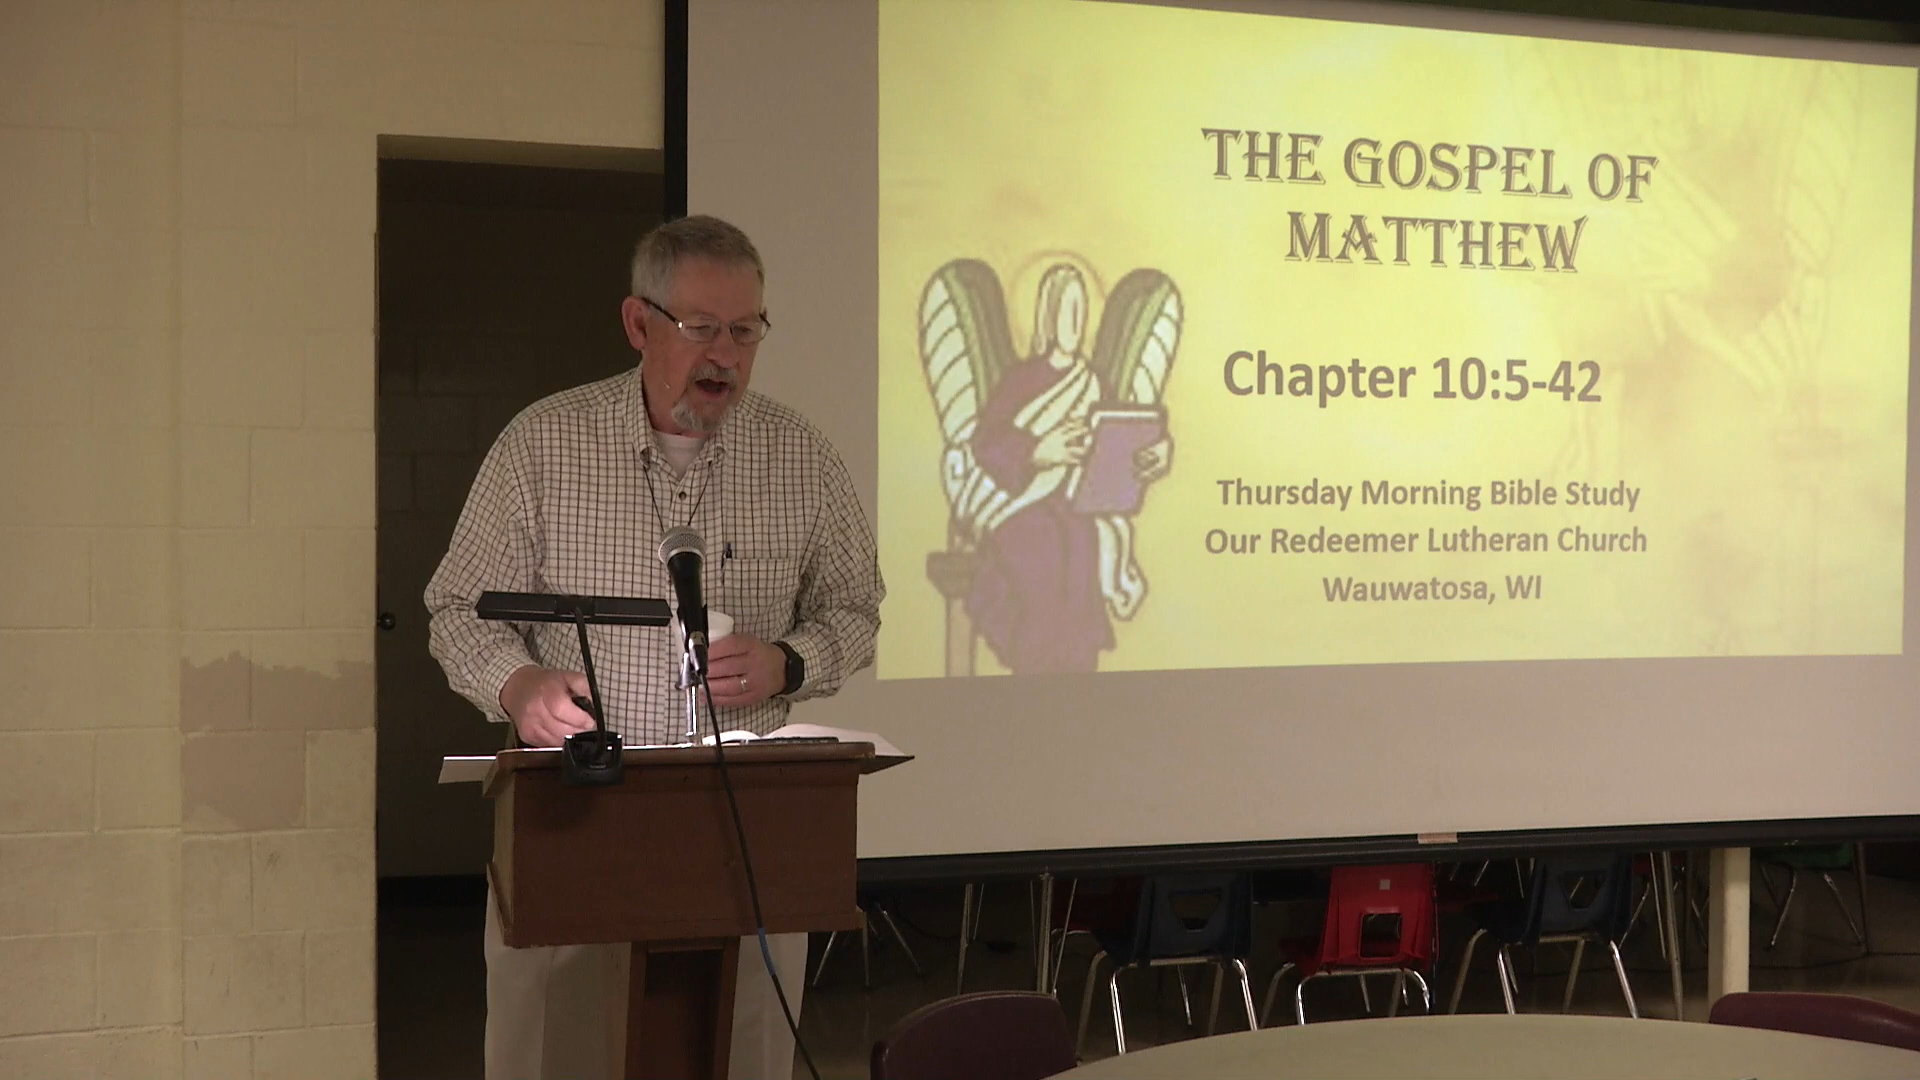 THE GOSPEL OF
MATTHEW
Chapter 10:5-42
Thursday Morning Bible Study
Our Redeemer Lutheran Church
Wauwatosa, WI